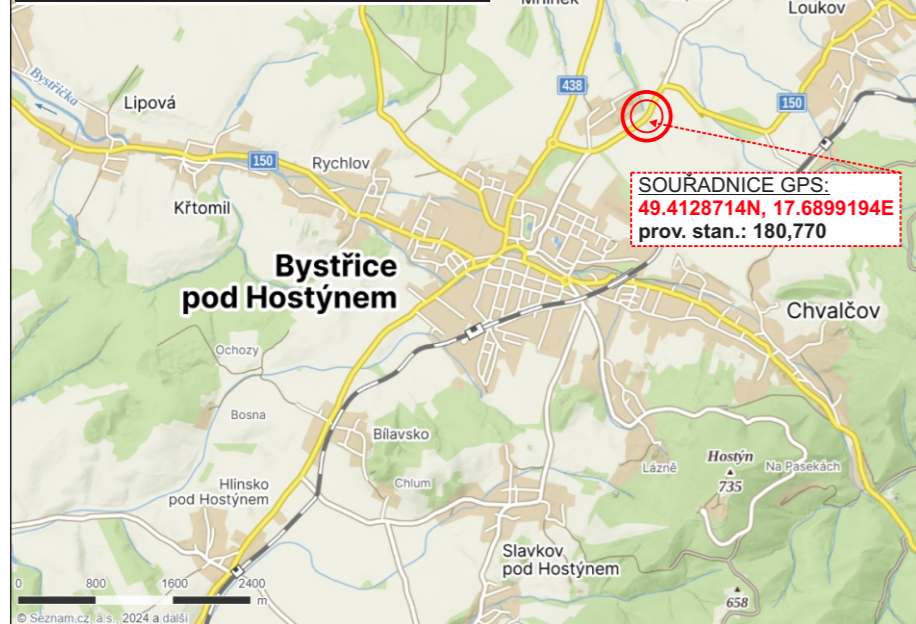 Loukov
438
150
Bystřička
Lipová
150
Rychlov
Křtomil
SOUŘADNICE GPS:
49.4128714N, 17.6899194E
prov. stan.: 180,770
Bystřice
pod Hostýnem
Chvalčov
Ochozy
Bosna
Bílavsko
Hostýn
735
Lázně
Na Pasekách
Chlum
Hlinsko
pod Hostýnem
Slavkov
pod Hostýnem
658
0 800 1600 2400
m
© Seznam.cz, a.s., 2024 a další